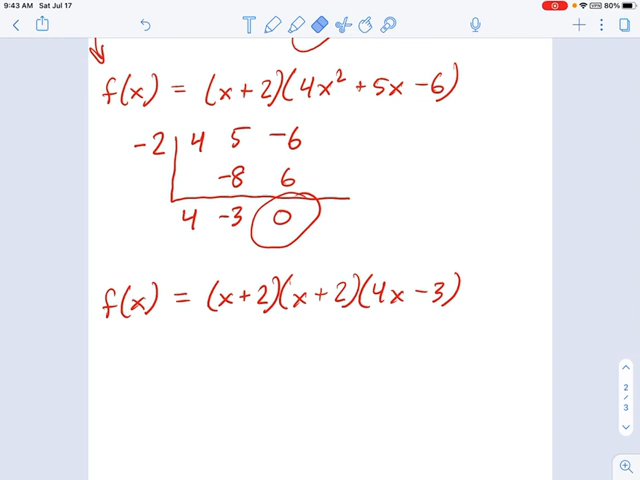 9:43 AM Sat Jul 17 VPN 80%
T
f(x) = (x+2)(4x² + 5x - 6)
-2 | 4 5 -6
-8 6
4 -3 0
f(x) = (x+2)(x+2)(4x-3)
2
/
3